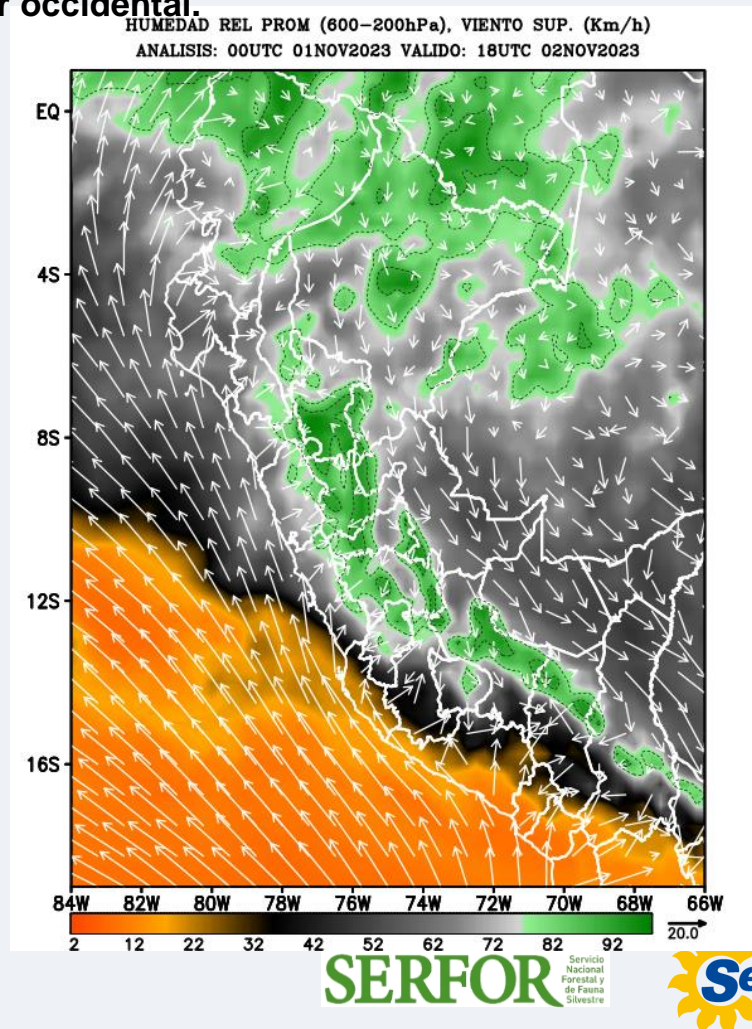 r occidental.
HUMEDAD REL PROM (600−200hPa), VIENTO SUP. (Km/h)
ANALISIS: 00UTC 01NOV2023 VALIDO: 18UTC 02NOV2023
EQ
4S
8S
12S
16S
84W 82W 80W 78W 76W 74W 72W 70W 68W 66W
2 12 22 32 42 52 62 72 82 92
20.0
SERFOR
Servicio
Nacional
Forestal y
de Fauna
Silvestre
Se